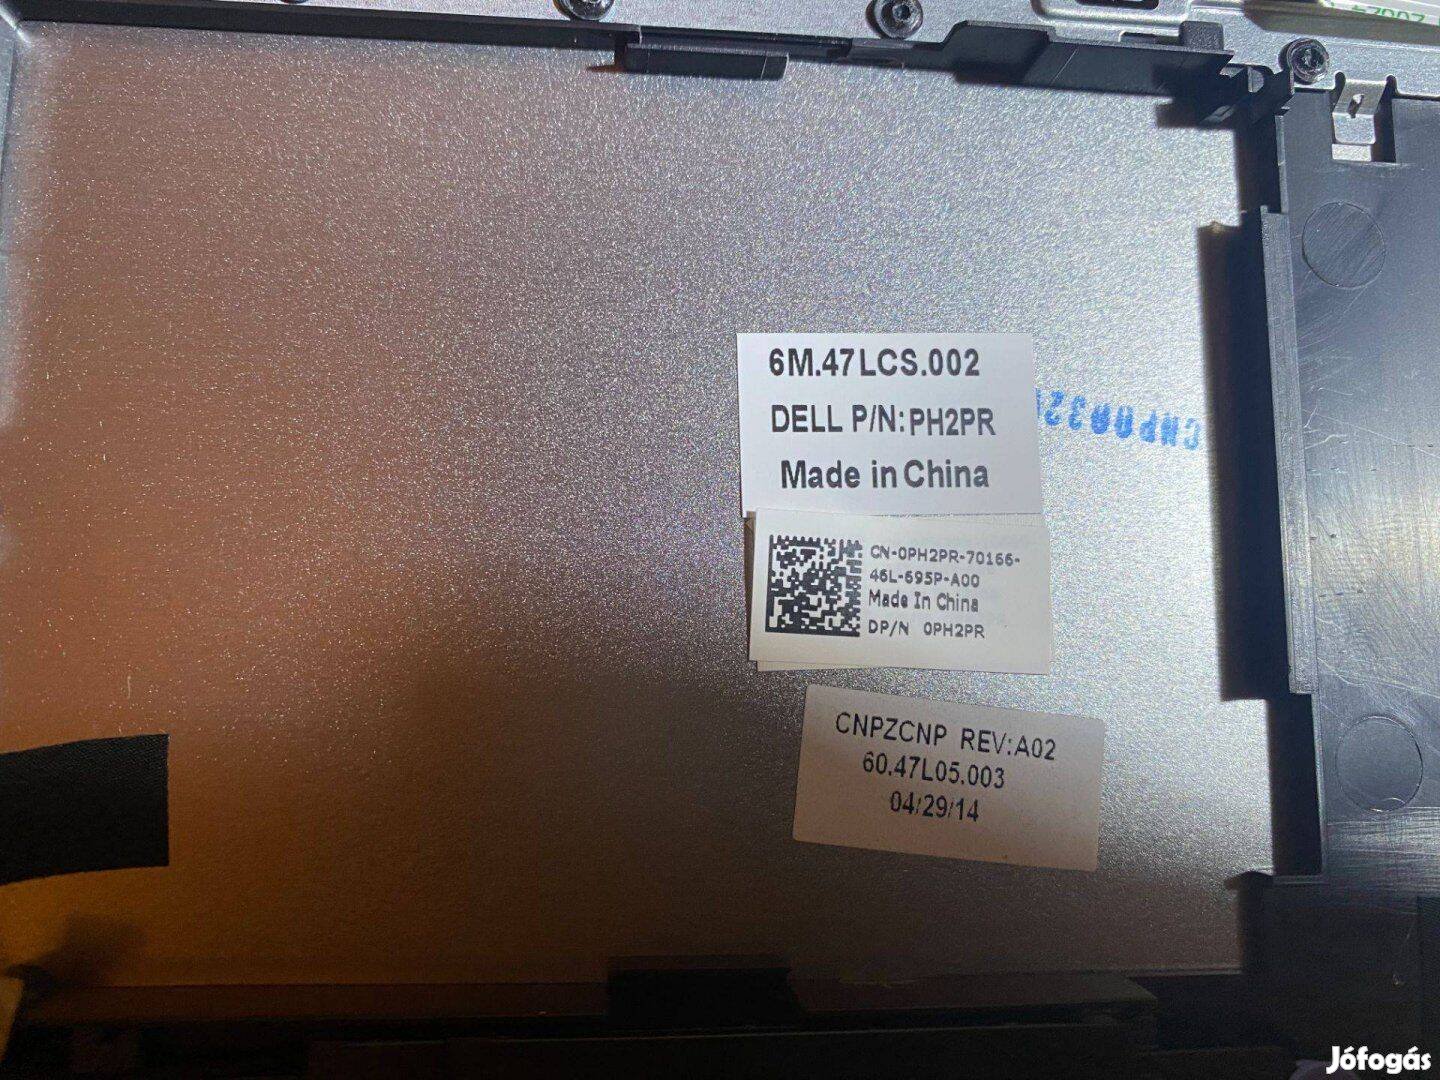 6M.47LCS.002
DELL P/N:PH2PR
Made in China
CN-0PH2PR-70166-
46L-695P-A00
Made In China
DP/N 0PH2PR
CNPZCNP REV:A02
60.47L05.003
04/29/14
Jófogás